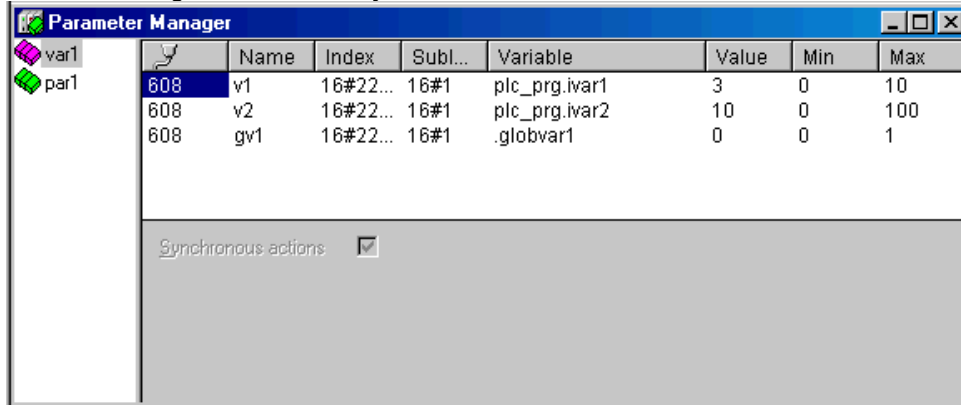 Parameter Manager
var1
par1
Name Index SubI... Variable Value Min Max
608 v1 16#22... 16#1 plc_prg.ivar1 3 0 10
608 v2 16#22... 16#1 plc_prg.ivar2 10 0 100
608 gv1 16#22... 16#1 .globvar1 0 0 1
Synchronous actions